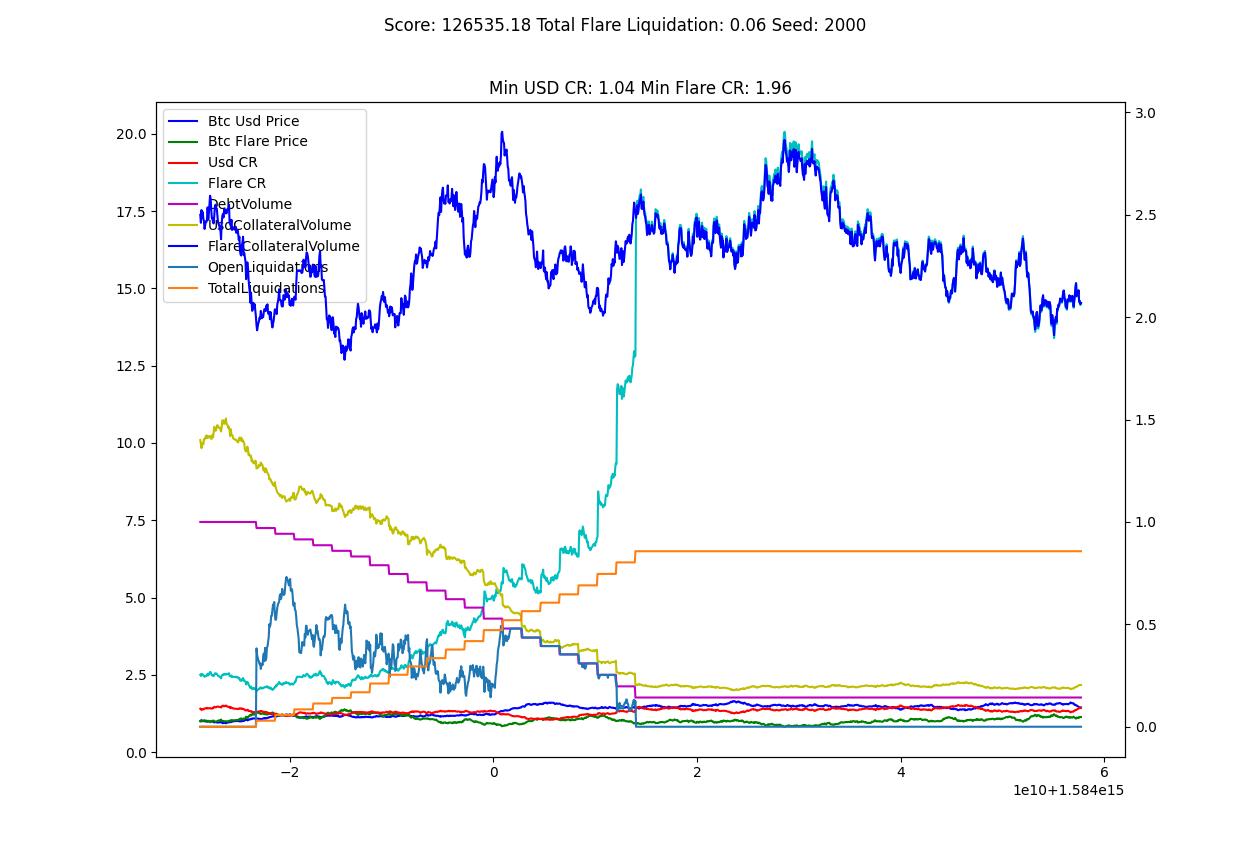 Score: 126535.18 Total Flare Liquidation: 0.06 Seed: 2000
Min USD CR: 1.04 Min Flare CR: 1.96
Btc Usd Price
Btc Flare Price
Usd CR
Flare CR
DebtVolume
UsdCollateralVolume
FlareCollateralVolume
OpenLiquidations
TotalLiquidations
20.0
17.5
15.0
12.5
10.0
7.5
5.0
2.5
0.0
3.0
2.5
2.0
1.5
1.0
0.5
0.0
−2 0 2 4 6
1e10+1.584e15